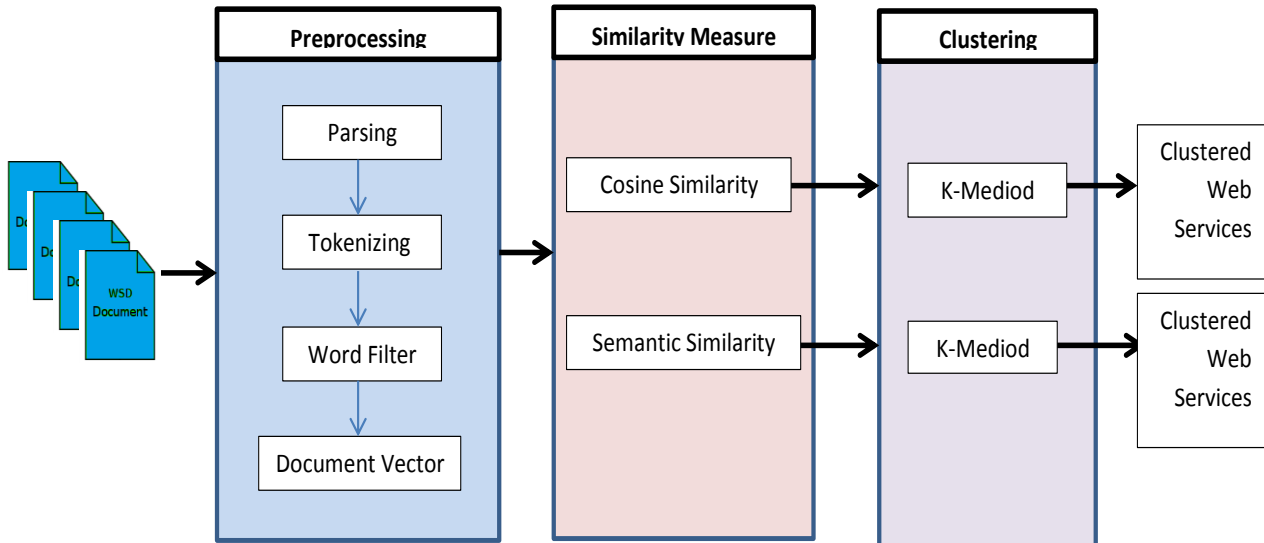 Preprocessing
Similarity Measure
Clustering
Parsing
Tokenizing
Word Filter
Document Vector
WSD
Document
Cosine Similarity
Semantic Similarity
K-Mediod
K-Mediod
Clustered
Web
Services
Clustered
Web
Services